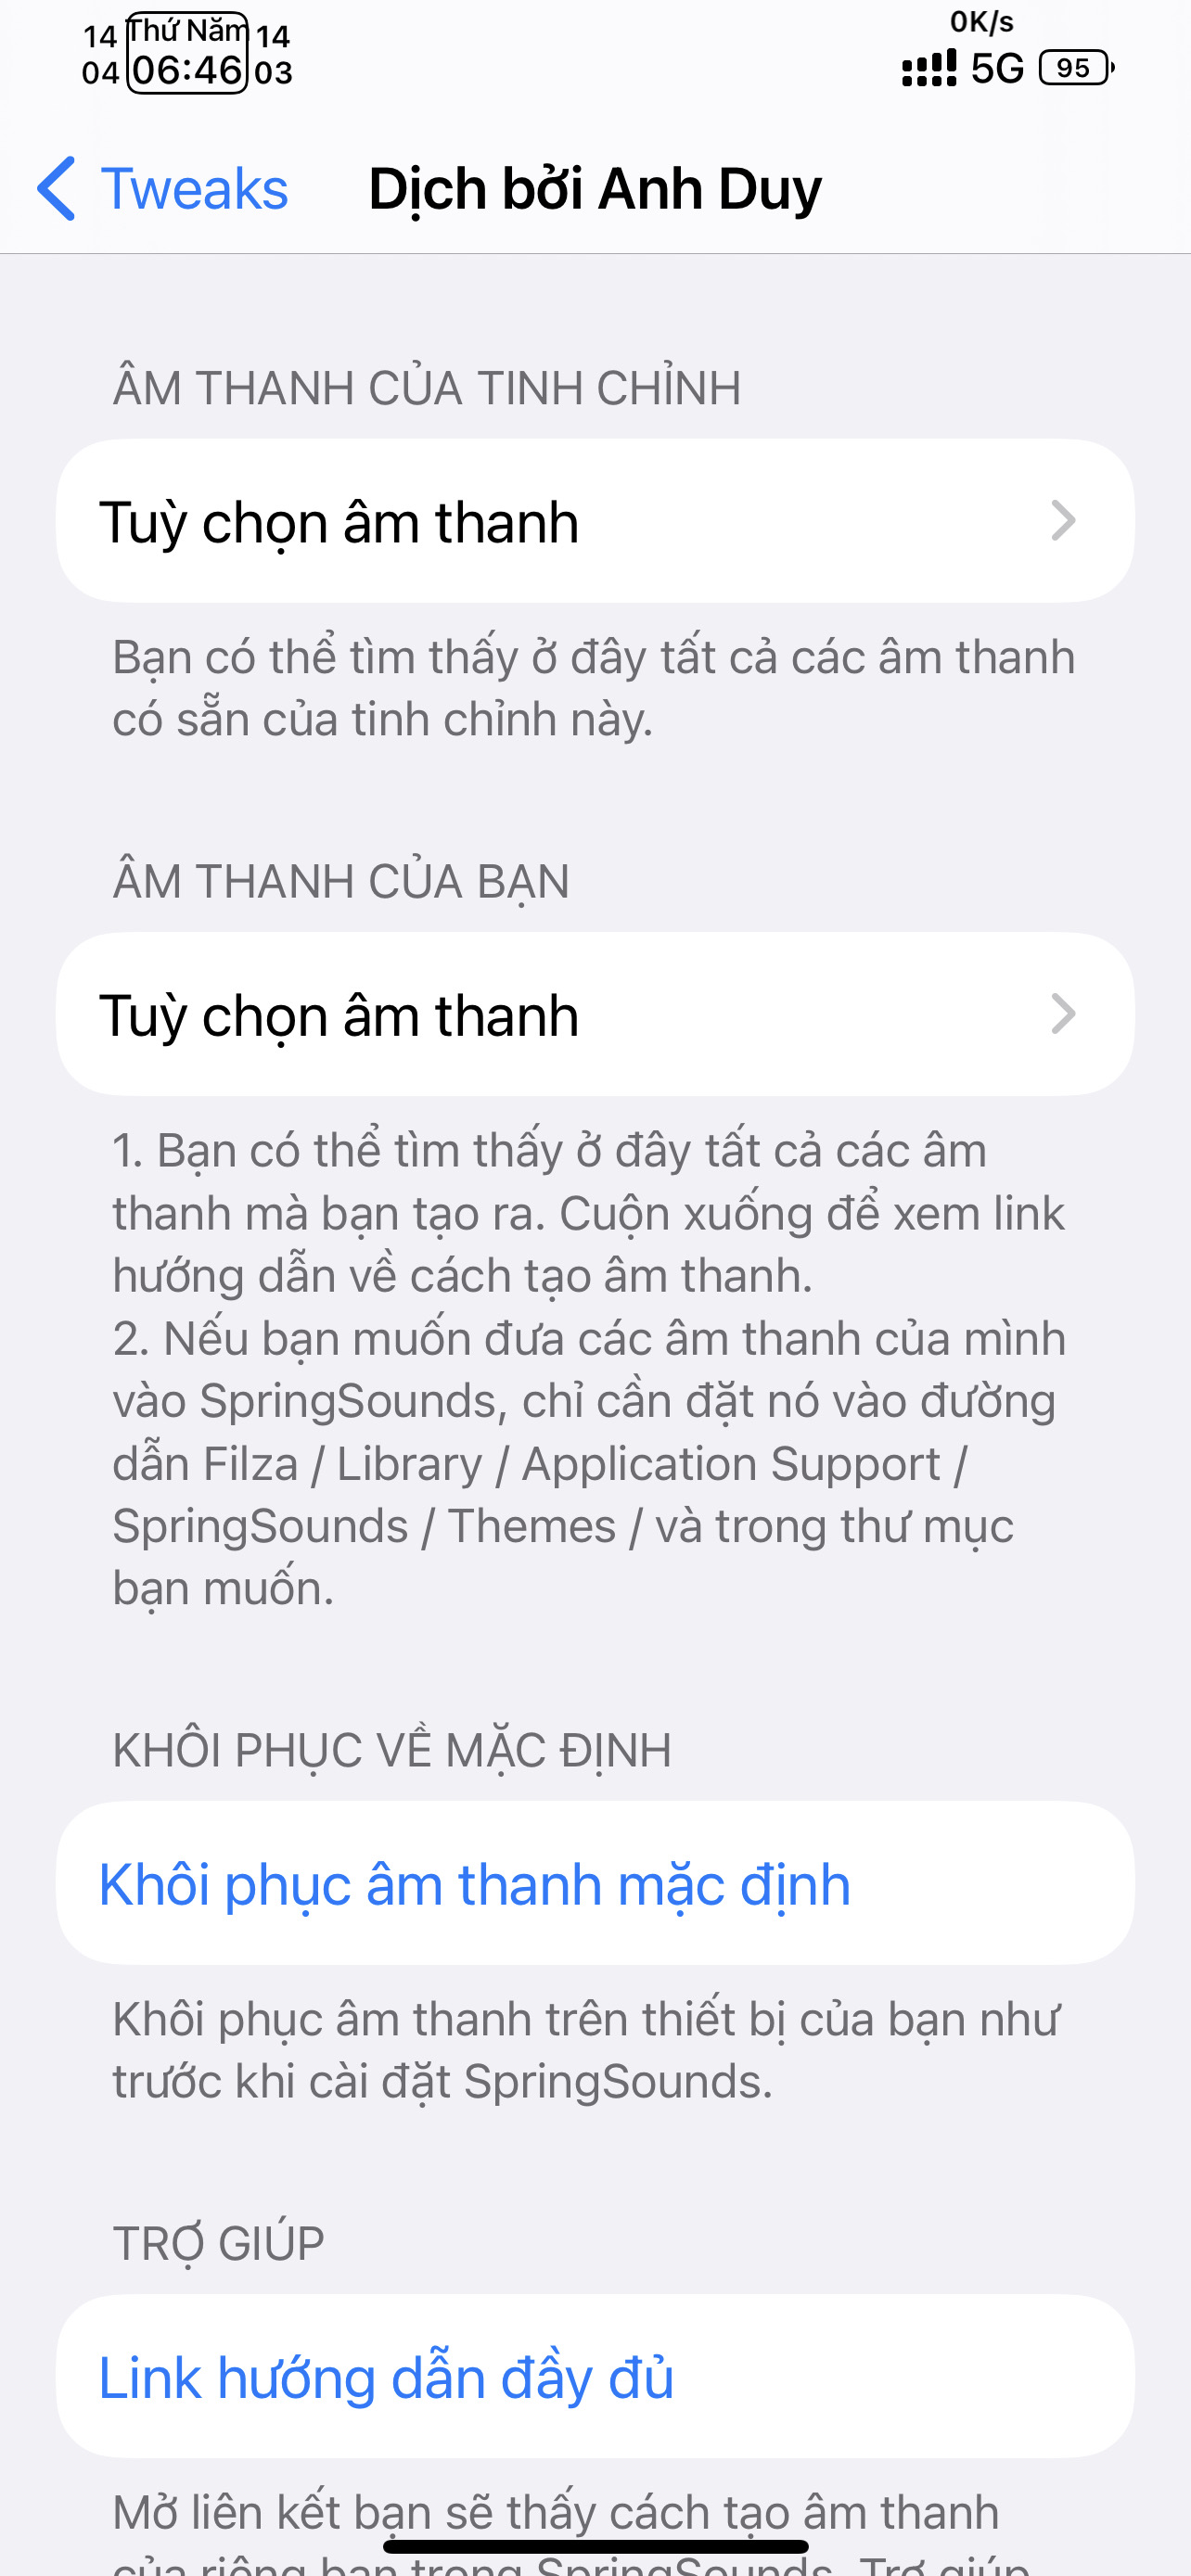 14 Thứ Năm 14
04 06:46 03
0K/s
5G 95
Tweaks Dịch bởi Anh Duy
ÂM THANH CỦA TINH CHỈNH
Tuỳ chọn âm thanh
Bạn có thể tìm thấy ở đây tất cả các âm thanh
có sẵn của tinh chỉnh này.
ÂM THANH CỦA BẠN
Tuỳ chọn âm thanh
1. Bạn có thể tìm thấy ở đây tất cả các âm
thanh mà bạn tạo ra. Cuộn xuống để xem link
hướng dẫn về cách tạo âm thanh.
2. Nếu bạn muốn đưa các âm thanh của mình
vào SpringSounds, chỉ cần đặt nó vào đường
dẫn Filza / Library / Application Support /
SpringSounds / Themes / và trong thư mục
bạn muốn.
KHÔI PHỤC VỀ MẶC ĐỊNH
Khôi phục âm thanh mặc định
Khôi phục âm thanh trên thiết bị của bạn như
trước khi cài đặt SpringSounds.
TRỢ GIÚP
Link hướng dẫn đầy đủ
Mở liên kết bạn sẽ thấy cách tạo âm thanh
của riêng bạn trong SpringSounds. Trợ giúp